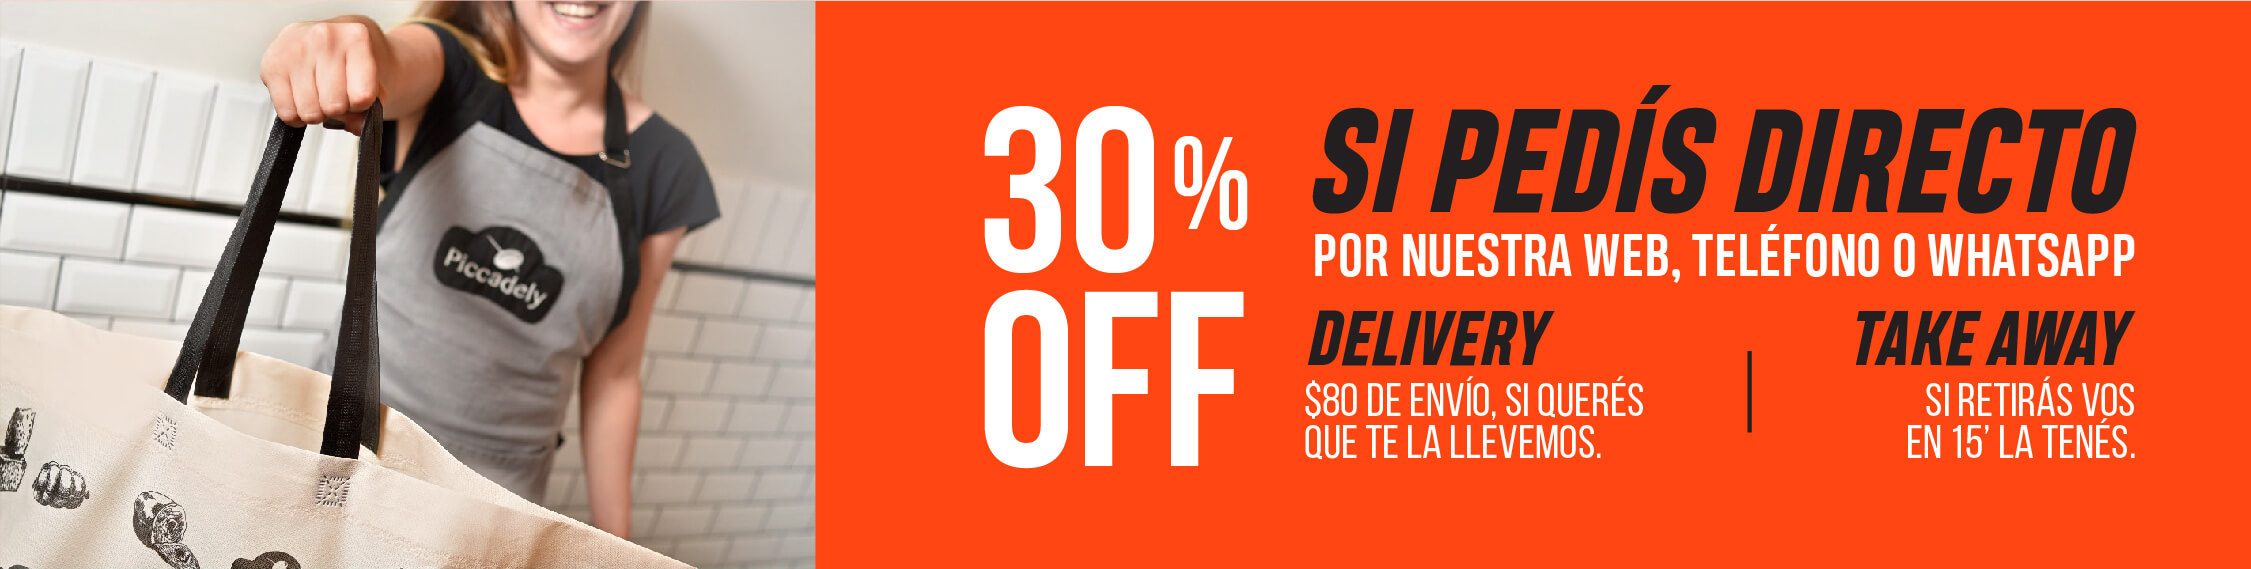 Piccadely
30%
OFF
SI PEDÍS DIRECTO
POR NUESTRA WEB, TELÉFONO O WHATSAPP
DELIVERY
$80 DE ENVÍO, SI QUERÉS
QUE TE LA LLEVEMOS.
TAKE AWAY
SI RETIRÁS VOS
EN 15’ LA TENÉS.